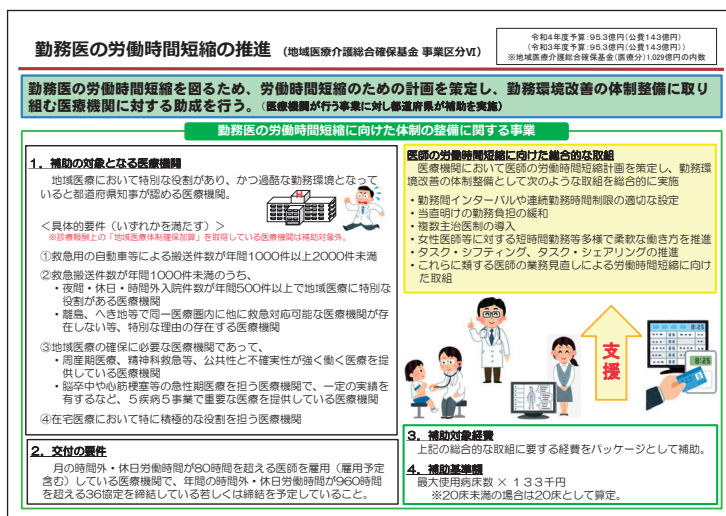 勤務医の労働時間短縮の推進 (地域医療介護総合確保基金 事業区分Ⅵ)
令和4年度予算：95.3億円(公費143億円)
(令和3年度予算：95.3億円(公費143億円))
※地域医療介護総合確保基金(医療分)1,029億円の内数
勤務医の労働時間短縮を図るため、労働時間短縮のための計画を策定し、勤務環境改善の体制整備に取り
組む医療機関に対する助成を行う。(医療機関が行う事業に対し都道府県が補助を実施)
勤務医の労働時間短縮に向けた体制の整備に関する事業
１．補助の対象となる医療機関
地域医療において特別な役割があり、かつ過酷な勤務環境となって
いると都道府県知事が認める医療機関。
＜具体的要件（いずれかを満たす）＞
※診療報酬上の「地域医療体制確保加算」を取得している医療機関は補助対象外。
①救急用の自動車等による搬送件数が年間1000件以上2000件未満
②救急搬送件数が年間1000件未満のうち、
・夜間・休日・時間外入院件数が年間500件以上で地域医療に特別な
役割がある医療機関
・離島、へき地等で同一医療圏内に他に救急対応可能な医療機関が存
在しない等、特別な理由の存在する医療機関
③地域医療の確保に必要な医療機関であって、
・周産期医療、精神科救急等、公共性と不確実性が強く働く医療を提
供している医療機関
・脳卒中や心筋梗塞等の急性期医療を担う医療機関で、一定の実績を
有するなど、５疾病５事業で重要な医療を提供している医療機関
④在宅医療において特に積極的な役割を担う医療機関
２．交付の要件
月の時間外・休日労働時間が80時間を超える医師を雇用（雇用予定
含む）している医療機関で、年間の時間外・休日労働時間が960時間
を超える36協定を締結している若しくは締結を予定していること。
医師の労働時間短縮に向けた総合的な取組
医療機関において医師の労働時間短縮計画を策定し、勤務環
境改善の体制整備として次のような取組を総合的に実施
・勤務間インターバルや連続勤務時間制限の適切な設定
・当直明けの勤務負担の緩和
・複数主治医制の導入
・女性医師等に対する短時間勤務等多様で柔軟な働き方を推進
・タスク・シフティング、タスク・シェアリングの推進
・これらに類する医師の業務見直しによる労働時間短縮に向け
た取組
支援
8:25
8:25
３．補助対象経費
上記の総合的な取組に要する経費をパッケージとして補助。
４．補助基準額
最大使用病床数 × １３３千円
※２０床未満の場合は２０床として算定。